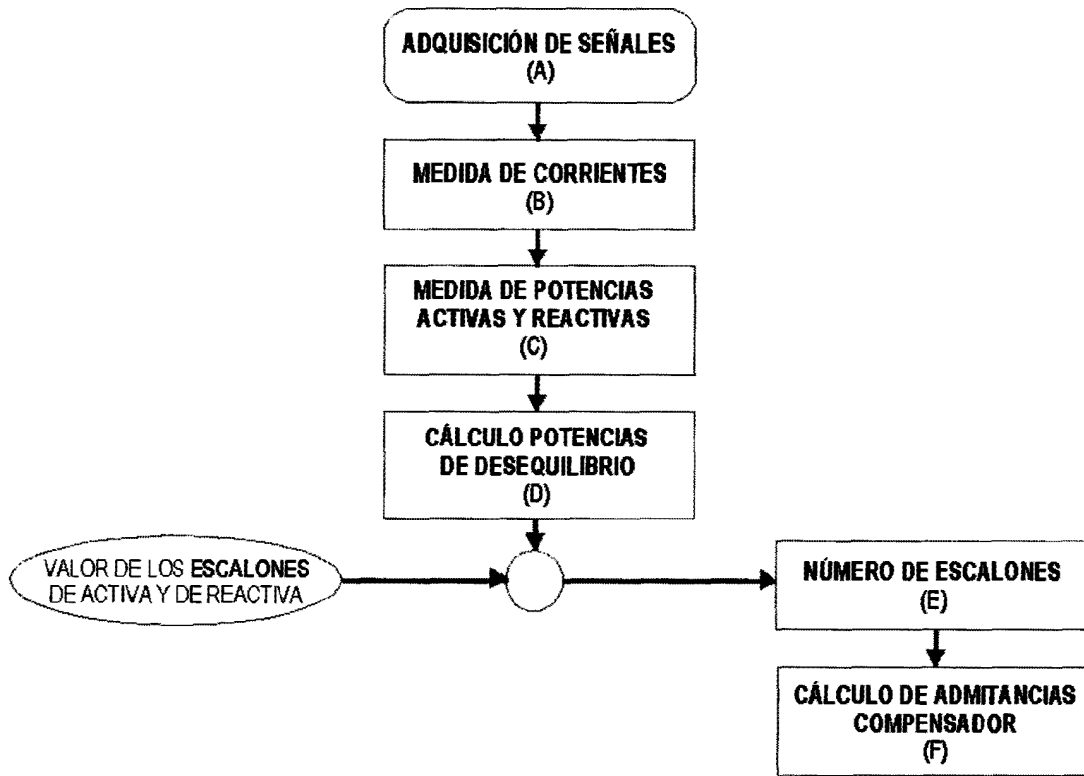 ADQUISICIÓN DE SEÑALES
(A)
MEDIDA DE CORRIENTES
(B)
MEDIDA DE POTENCIAS
ACTIVAS Y REACTIVAS
(C)
CÁLCULO POTENCIAS
DE DESEQUILIBRIO
(D)
VALOR DE LOS ESCALONES
DE ACTIVA Y DE REACTIVA
NÚMERO DE ESCALONES
(E)
CÁLCULO DE ADMITANCIAS
COMPENSADOR
(F)